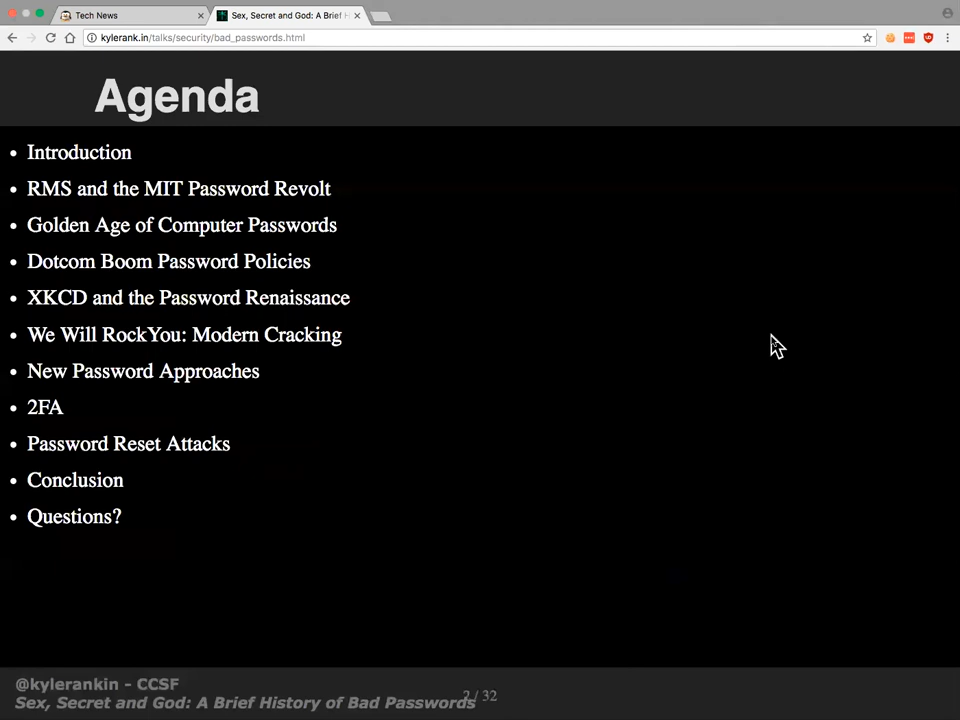 Tech News
Sex, Secret and God: A Brief H
kylerank.in/talks/security/bad_passwords.html
Agenda
• Introduction
• RMS and the MIT Password Revolt
• Golden Age of Computer Passwords
• Dotcom Boom Password Policies
• XKCD and the Password Renaissance
• We Will RockYou: Modern Cracking
• New Password Approaches
• 2FA
• Password Reset Attacks
• Conclusion
• Questions?
@kylerankin - CCSF
Sex, Secret and God: A Brief History of Bad Passwords
2 / 32